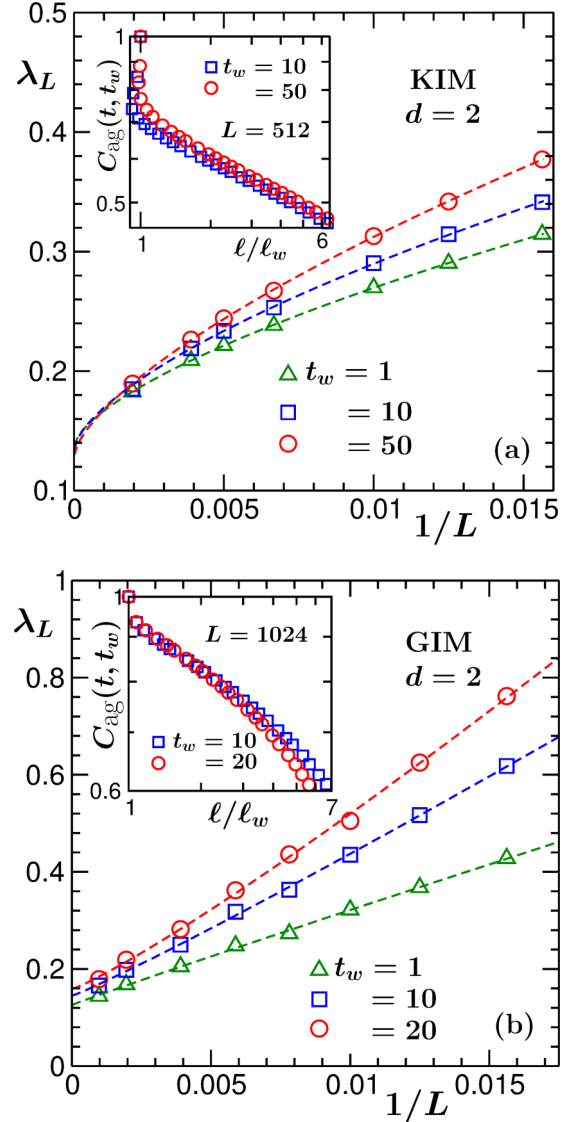 0.5
λ_L
0.4
0.3
0.2
0.1
1
C_ag(t, t_w)
0.5
t_w = 10
= 50
L = 512
1
ℓ/ℓ_w
6
KIM
d = 2
t_w = 1
= 10
= 50
(a)
0
0.005
0.01
0.015
1/L
1
λ_L
0.8
0.6
0.4
0.2
0
1
C_ag(t, t_w)
0.6
L = 1024
t_w = 10
= 20
1
ℓ/ℓ_w
7
GIM
d = 2
t_w = 1
= 10
= 20
(b)
0
0.005
0.01
0.015
1/L